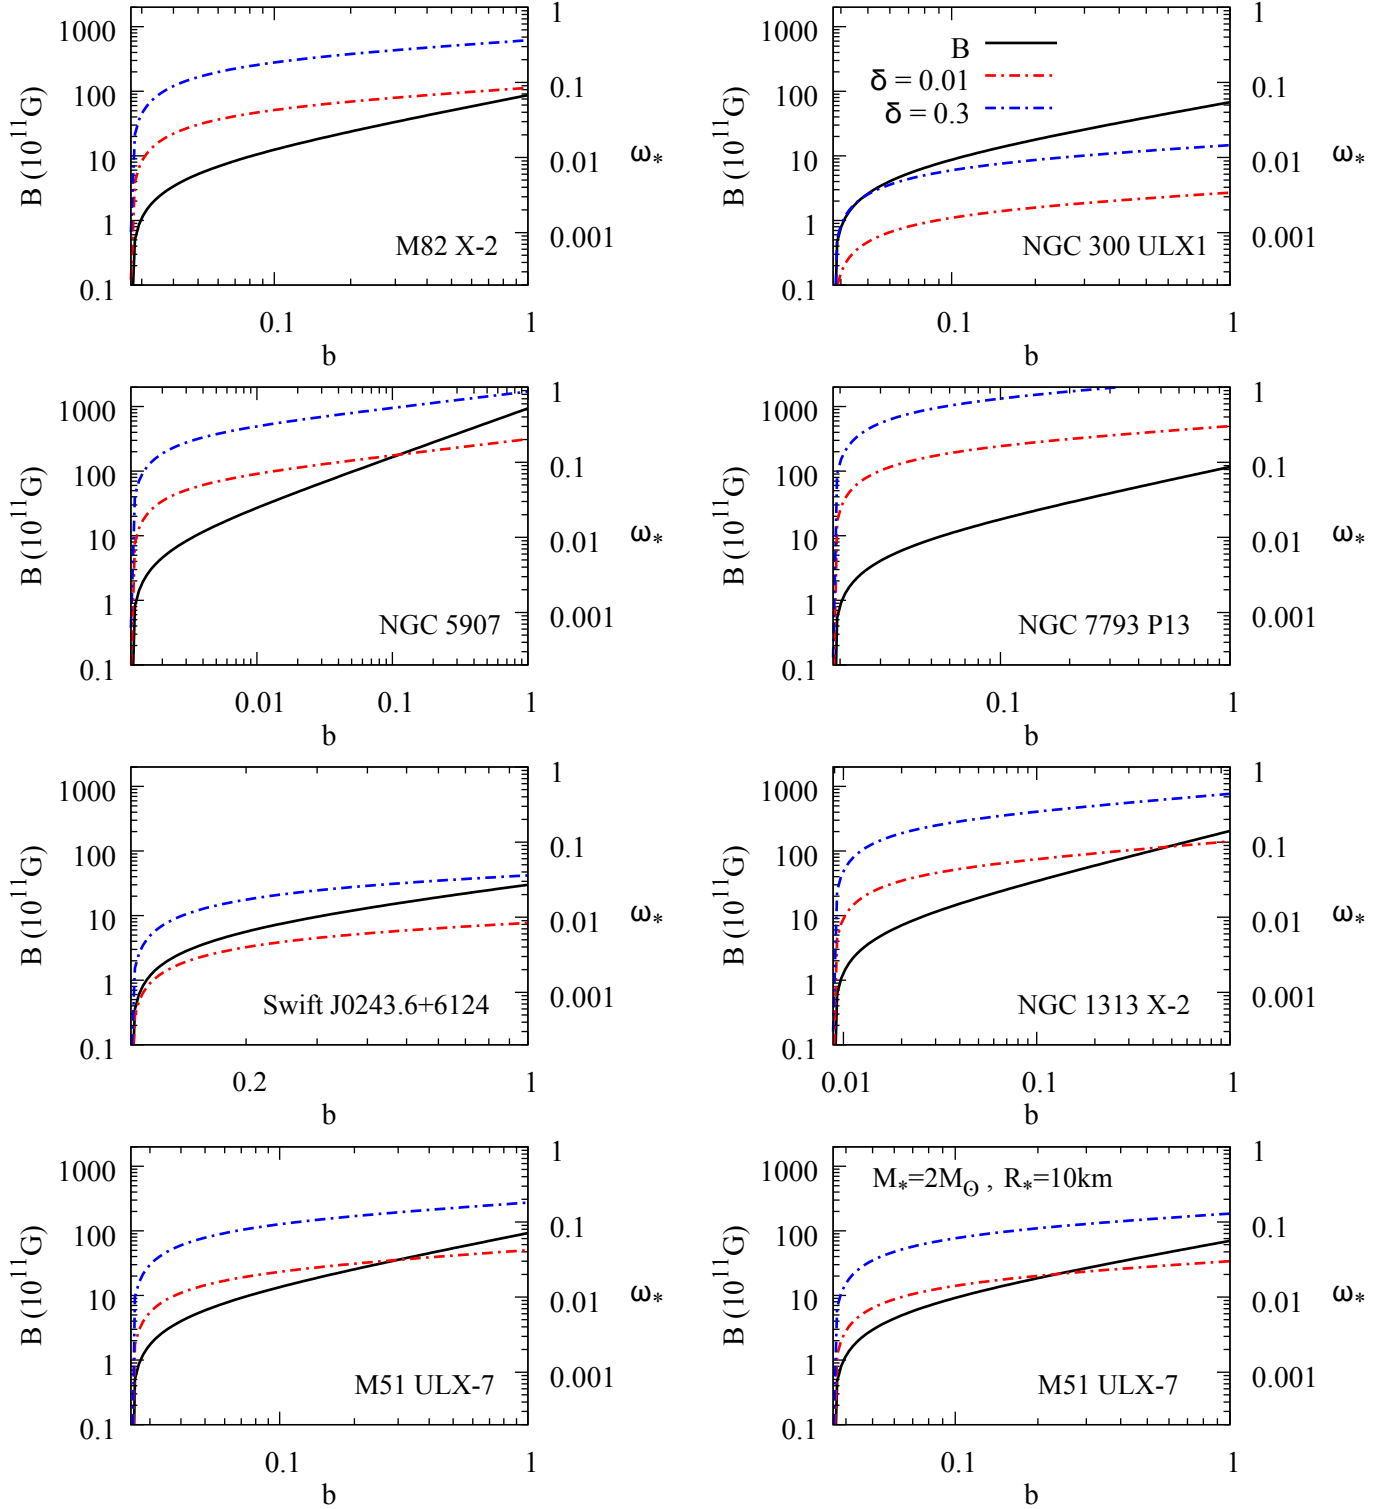 1000
100
10
1
0.1
B (10^11G)
1
0.1
0.01
0.001
ω*
M82 X-2
0.1
1
b
1000
100
10
1
0.1
B (10^11G)
B
δ = 0.01
δ = 0.3
1
0.1
0.01
0.001
ω*
NGC 300 ULX1
0.1
1
b
1000
100
10
1
0.1
B (10^11G)
1
0.1
0.01
0.001
ω*
NGC 5907
0.01
0.1
1
b
1000
100
10
1
0.1
B (10^11G)
1
0.1
0.01
0.001
ω*
NGC 7793 P13
0.1
1
b
1000
100
10
1
0.1
B (10^11G)
1
0.1
0.01
0.001
ω*
Swift J0243.6+6124
0.2
1
b
1000
100
10
1
0.1
B (10^11G)
1
0.1
0.01
0.001
ω*
NGC 1313 X-2
0.01
0.1
1
b
1000
100
10
1
0.1
B (10^11G)
1
0.1
0.01
0.001
ω*
M51 ULX-7
0.1
1
b
1000
100
10
1
0.1
B (10^11G)
M*=2M⊙ , R*=10km
1
0.1
0.01
0.001
ω*
M51 ULX-7
0.1
1
b